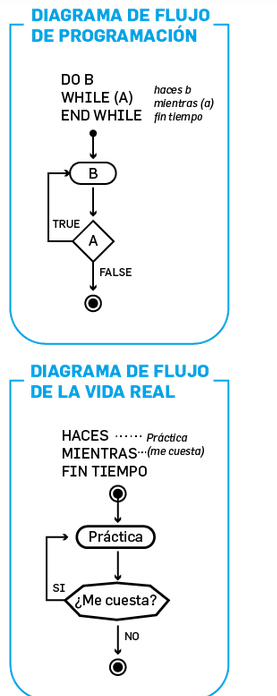 DIAGRAMA DE FLUJO
DE PROGRAMACIÓN
DO B
WHILE (A)
END WHILE
haces b
mientras (a)
fin tiempo
B
TRUE
A
FALSE
DIAGRAMA DE FLUJO
DE LA VIDA REAL
HACES ...... Práctica
MIENTRAS...(me cuesta)
FIN TIEMPO
Práctica
SI
¿Me cuesta?
NO